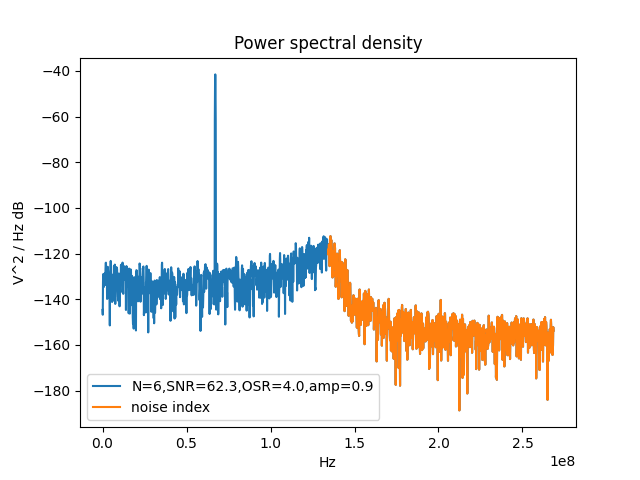 Power spectral density
V^2 / Hz dB
−40
−60
−80
−100
−120
−140
−160
−180
N=6,SNR=62.3,OSR=4.0,amp=0.9
noise index
0.0 0.5 1.0 1.5 2.0 2.5
1e8
Hz